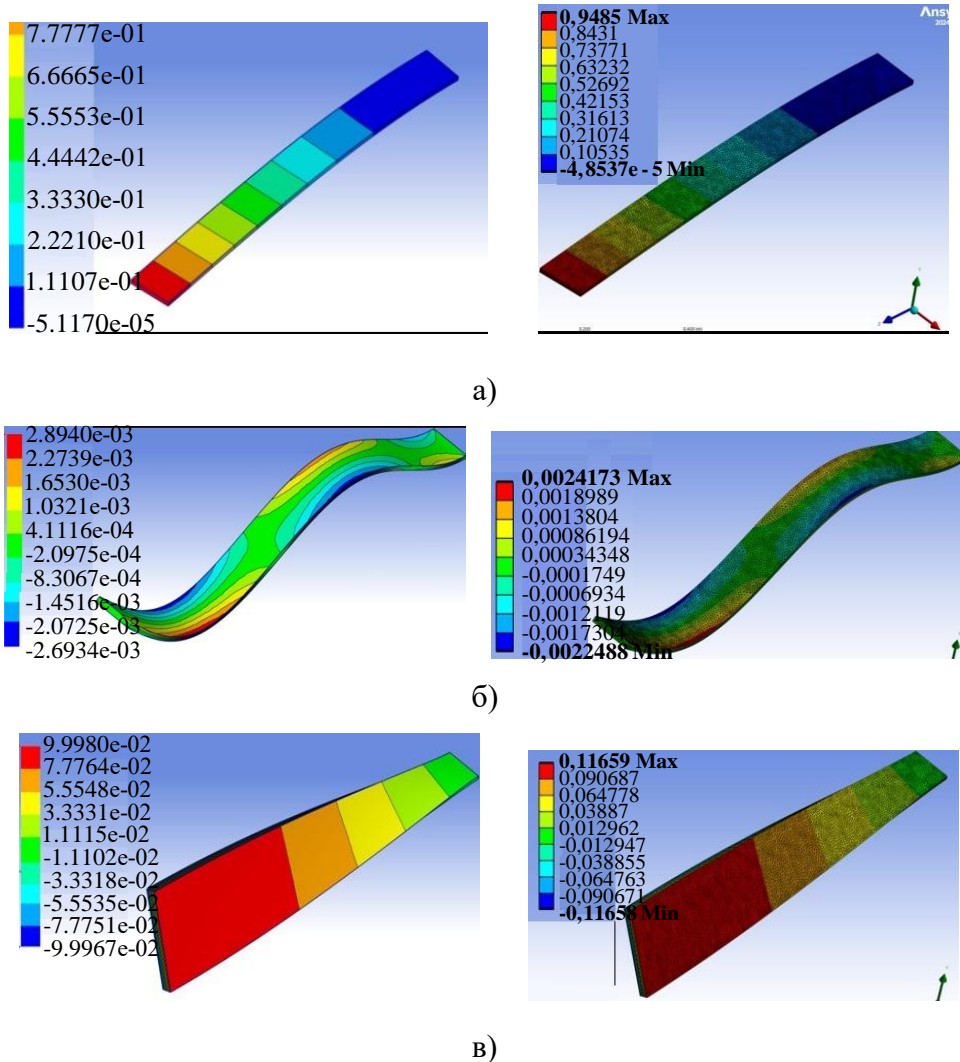 7.7777e-01
6.6665e-01
5.5553e-01
4.4442e-01
3.3330e-01
2.2210e-01
1.1107e-01
-5.1170e-05
0,9485 Max
0,8431
0,73771
0,63232
0,52692
0,42153
0,31613
0,21074
0,10535
-4,8537e - 5 Min
Ansy
2024
0,200
а)
2.8940e-03
2.2739e-03
1.6530e-03
1.0321e-03
4.1116e-04
-2.0975e-04
-8.3067e-04
-1.4516e-03
-2.0725e-03
-2.6934e-03
0,0024173 Max
0,0018989
0,0013804
0,00086194
0,00034348
-0,0001749
-0,0006934
-0,0012119
-0,0017304
-0,0022488 Min
б)
9.9980e-02
7.7764e-02
5.5548e-02
3.3331e-02
1.1115e-02
-1.1102e-02
-3.3318e-02
-5.5535e-02
-7.7751e-02
-9.9967e-02
0,11659 Max
0,090687
0,064778
0,03887
0,012962
-0,012947
-0,038855
-0,064763
-0,090671
-0,11658 Min
в)